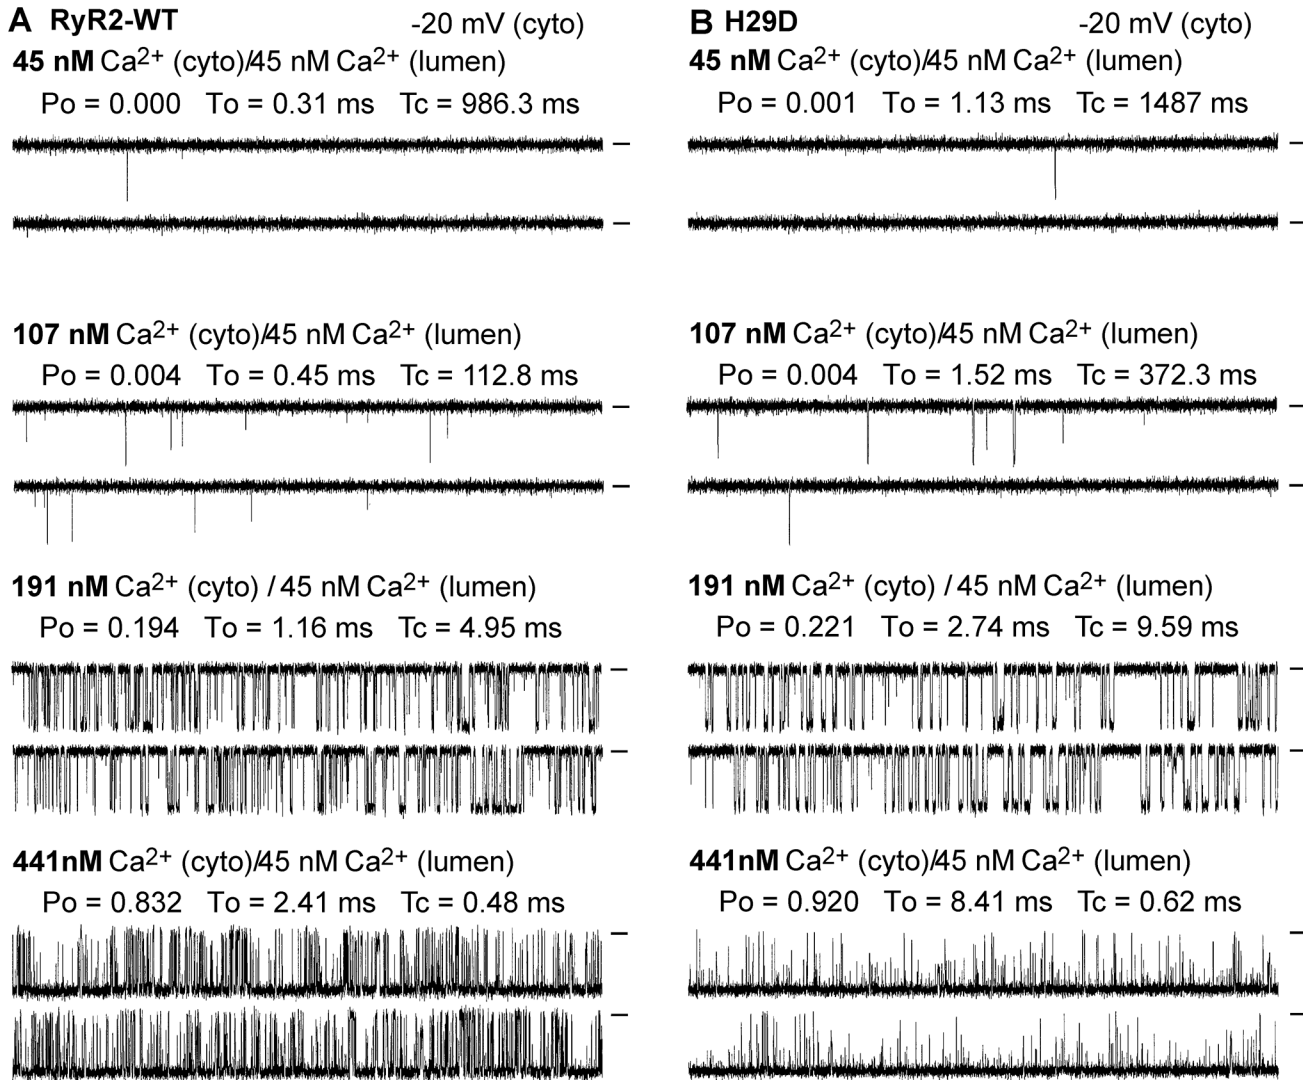 A RyR2-WT -20 mV (cyto)
45 nM Ca2+ (cyto)/45 nM Ca2+ (lumen)
Po = 0.000 To = 0.31 ms Tc = 986.3 ms
107 nM Ca2+ (cyto)/45 nM Ca2+ (lumen)
Po = 0.004 To = 0.45 ms Tc = 112.8 ms
191 nM Ca2+ (cyto) / 45 nM Ca2+ (lumen)
Po = 0.194 To = 1.16 ms Tc = 4.95 ms
441nM Ca2+ (cyto)/45 nM Ca2+ (lumen)
Po = 0.832 To = 2.41 ms Tc = 0.48 ms
B H29D -20 mV (cyto)
45 nM Ca2+ (cyto)/45 nM Ca2+ (lumen)
Po = 0.001 To = 1.13 ms Tc = 1487 ms
107 nM Ca2+ (cyto)/45 nM Ca2+ (lumen)
Po = 0.004 To = 1.52 ms Tc = 372.3 ms
191 nM Ca2+ (cyto) / 45 nM Ca2+ (lumen)
Po = 0.221 To = 2.74 ms Tc = 9.59 ms
441nM Ca2+ (cyto)/45 nM Ca2+ (lumen)
Po = 0.920 To = 8.41 ms Tc = 0.62 ms